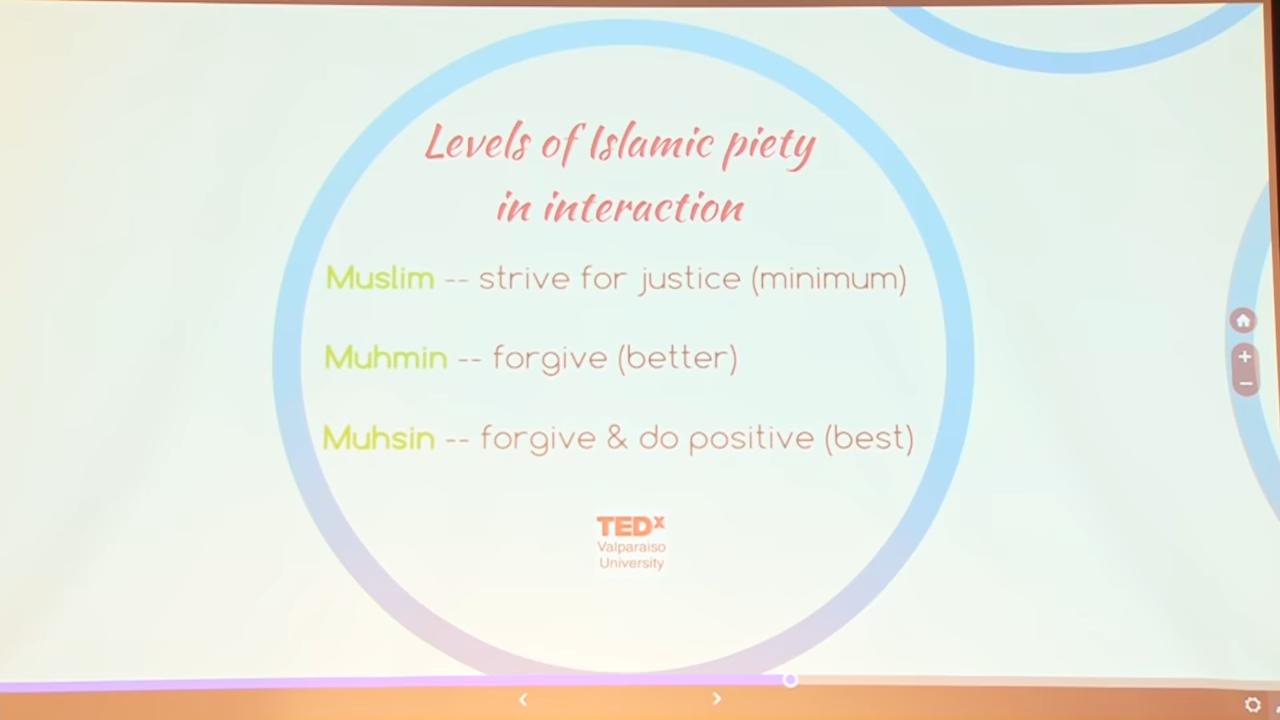 Levels of Islamic piety
in interaction
Muslim -- strive for justice (minimum)
Muhmin -- forgive (better)
Muhsin -- forgive & do positive (best)
TEDx
Valparaiso
University